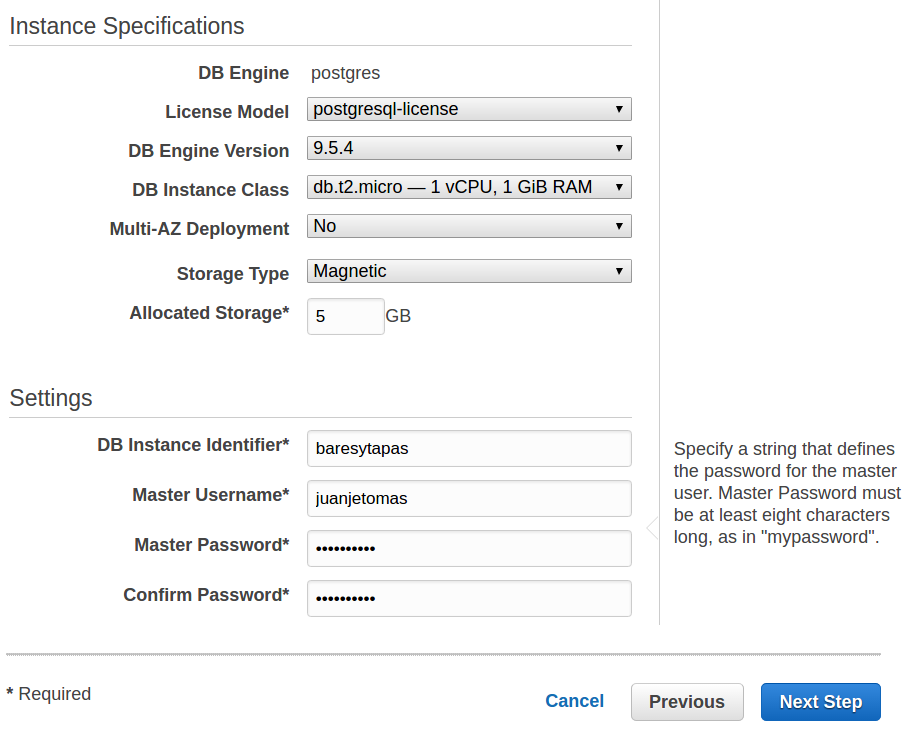 Instance Specifications
DB Engine postgres
License Model postgresql-license
DB Engine Version 9.5.4
DB Instance Class db.t2.micro — 1 vCPU, 1 GiB RAM
Multi-AZ Deployment No
Storage Type Magnetic
Allocated Storage* 5 GB
Settings
DB Instance Identifier* baresytapas
Master Username* juanjetomas
Master Password* ••••••••••
Confirm Password* ••••••••••
Specify a string that defines
the password for the master
user. Master Password must
be at least eight characters
long, as in "mypassword".
* Required
Cancel Previous Next Step